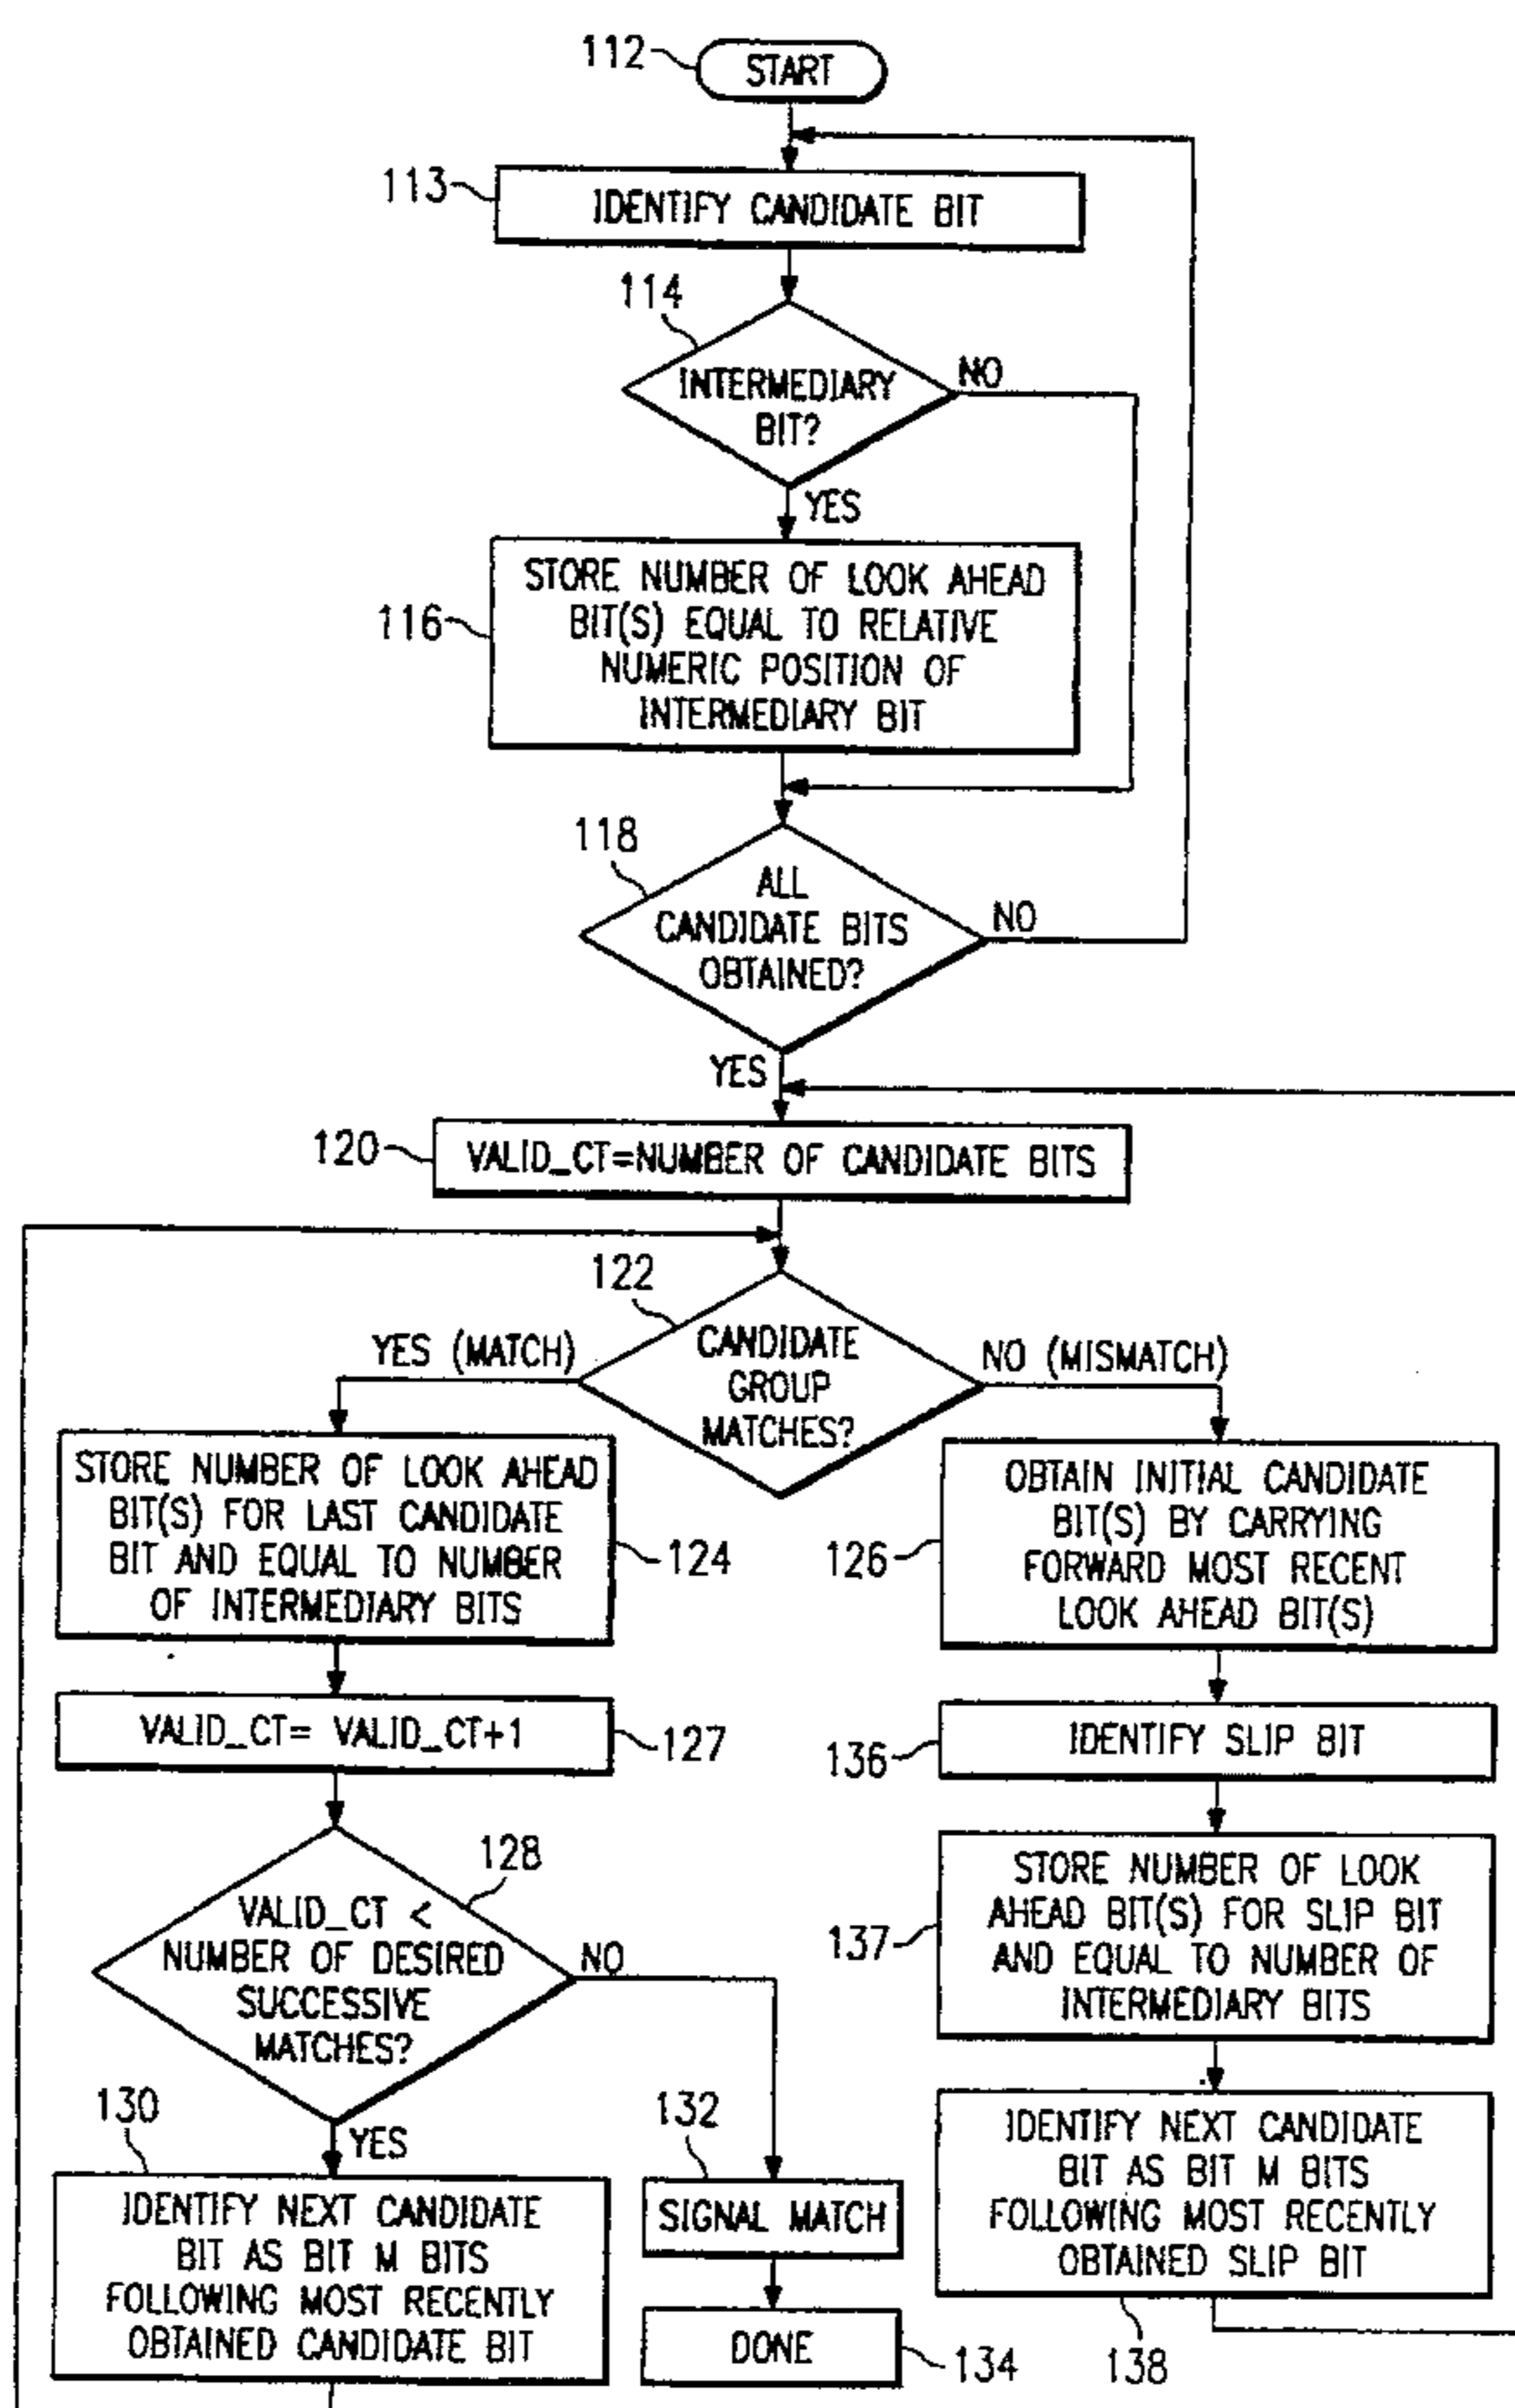 112
START
113
IDENTIFY CANDIDATE BIT
114
INTERMEDIARY
BIT?
NO
YES
116
STORE NUMBER OF LOOK AHEAD
BIT(S) EQUAL TO RELATIVE
NUMERIC POSITION OF
INTERMEDIARY BIT
118
ALL
CANDIDATE BITS
OBTAINED?
NO
YES
120
VALID_CT=NUMBER OF CANDIDATE BITS
122
CANDIDATE
GROUP
MATCHES?
YES (MATCH)
NO (MISMATCH)
STORE NUMBER OF LOOK AHEAD
BIT(S) FOR LAST CANDIDATE
BIT AND EQUAL TO NUMBER
OF INTERMEDIARY BITS
124
126
OBTAIN INITIAL CANDIDATE
BIT(S) BY CARRYING
FORWARD MOST RECENT
LOOK AHEAD BIT(S)
VALID_CT= VALID_CT+1
127
136
IDENTIFY SLIP BIT
128
VALID_CT <
NUMBER OF DESIRED
SUCCESSIVE
MATCHES?
NO
YES
137
STORE NUMBER OF LOOK
AHEAD BIT(S) FOR SLIP BIT
AND EQUAL TO NUMBER OF
INTERMEDIARY BITS
130
IDENTIFY NEXT CANDIDATE
BIT AS BIT M BITS
FOLLOWING MOST RECENTLY
OBTAINED CANDIDATE BIT
132
SIGNAL MATCH
DONE
134
IDENTIFY NEXT CANDIDATE
BIT AS BIT M BITS
FOLLOWING MOST RECENTLY
OBTAINED SLIP BIT
138